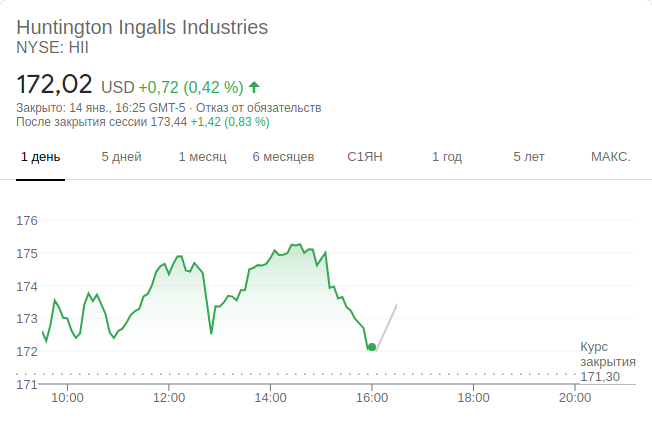 Huntington Ingalls Industries
NYSE: HII
172,02 USD +0,72 (0,42 %)
Закрыто: 14 янв., 16:25 GMT-5 · Отказ от обязательств
После закрытия сессии 173,44 +1,42 (0,83 %)
1 день 5 дней 1 месяц 6 месяцев С1ЯН 1 год 5 лет МАКС.
176
175
174
173
172
171
Курс
закрытия
171,30
10:00 12:00 14:00 16:00 18:00 20:00